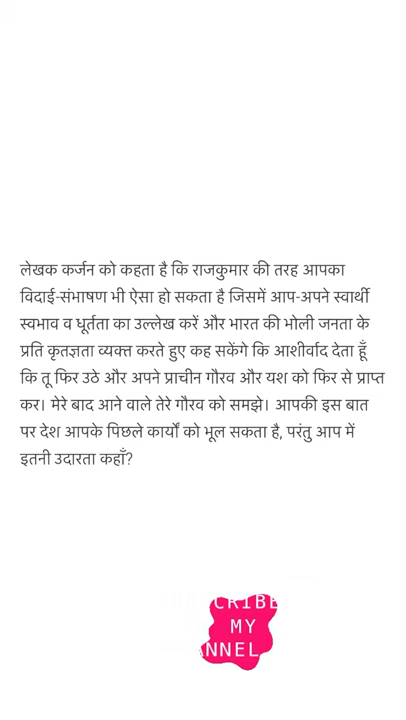 लेखक कर्जन को कहता है कि राजकुमार की तरह आपका
विदाई-संभाषण भी ऐसा हो सकता है जिसमें आप-अपने स्वार्थी
स्वभाव व धूर्तता का उल्लेख करें और भारत की भोली जनता के
प्रति कृतज्ञता व्यक्त करते हुए कह सकेंगे कि आशीर्वाद देता हूँ
कि तू फिर उठे और अपने प्राचीन गौरव और यश को फिर से प्राप्त
कर। मेरे बाद आने वाले तेरे गौरव को समझे। आपकी इस बात
पर देश आपके पिछले कार्यों को भूल सकता है, परंतु आप में
इतनी उदारता कहाँ?
MY